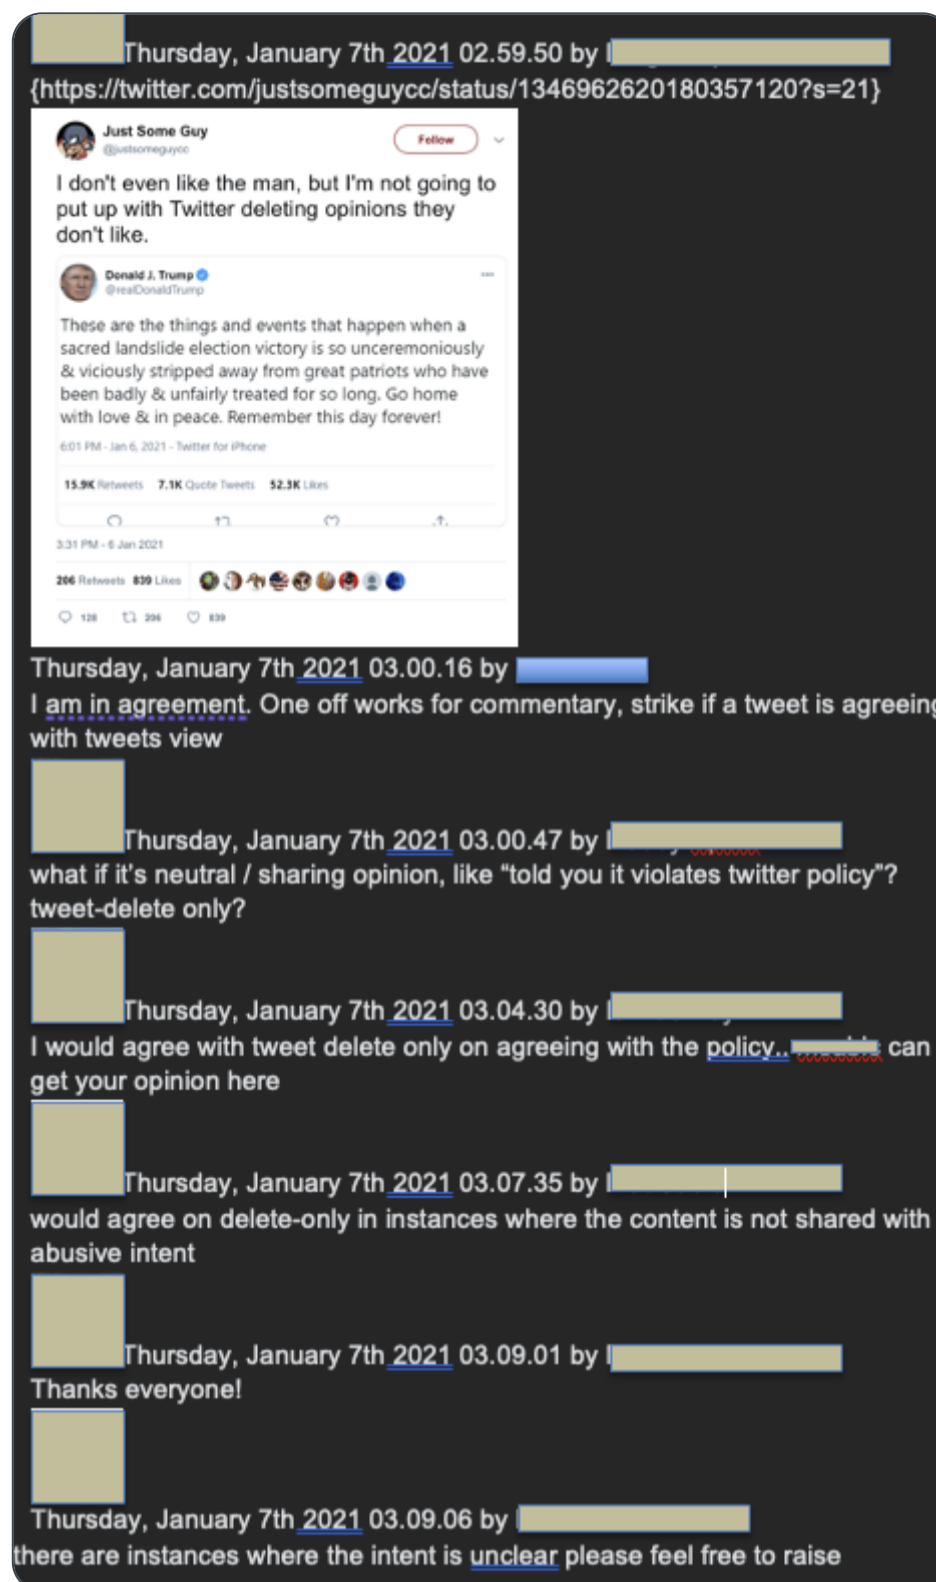 Thursday, January 7th 2021 02.59.50 by
{https://twitter.com/justsomeguycc/status/1346962620180357120?s=21}
Just Some Guy
@justsomeguycc
Follow
I don't even like the man, but I'm not going to
put up with Twitter deleting opinions they
don't like.
Donald J. Trump
@realDonaldTrump
These are the things and events that happen when a
sacred landslide election victory is so unceremoniously
& viciously stripped away from great patriots who have
been badly & unfairly treated for so long. Go home
with love & in peace. Remember this day forever!
6:01 PM - Jan 6, 2021 - Twitter for iPhone
15.9K Retweets 7.1K Quote Tweets 52.3K Likes
3:31 PM - 6 Jan 2021
206 Retweets 839 Likes
128 206 839
Thursday, January 7th 2021 03.00.16 by
I am in agreement. One off works for commentary, strike if a tweet is agreeing
with tweets view
Thursday, January 7th 2021 03.00.47 by
what if it's neutral / sharing opinion, like “told you it violates twitter policy”?
tweet-delete only?
Thursday, January 7th 2021 03.04.30 by
I would agree with tweet delete only on agreeing with the policy.. can
get your opinion here
Thursday, January 7th 2021 03.07.35 by
would agree on delete-only in instances where the content is not shared with
abusive intent
Thursday, January 7th 2021 03.09.01 by
Thanks everyone!
Thursday, January 7th 2021 03.09.06 by
there are instances where the intent is unclear please feel free to raise